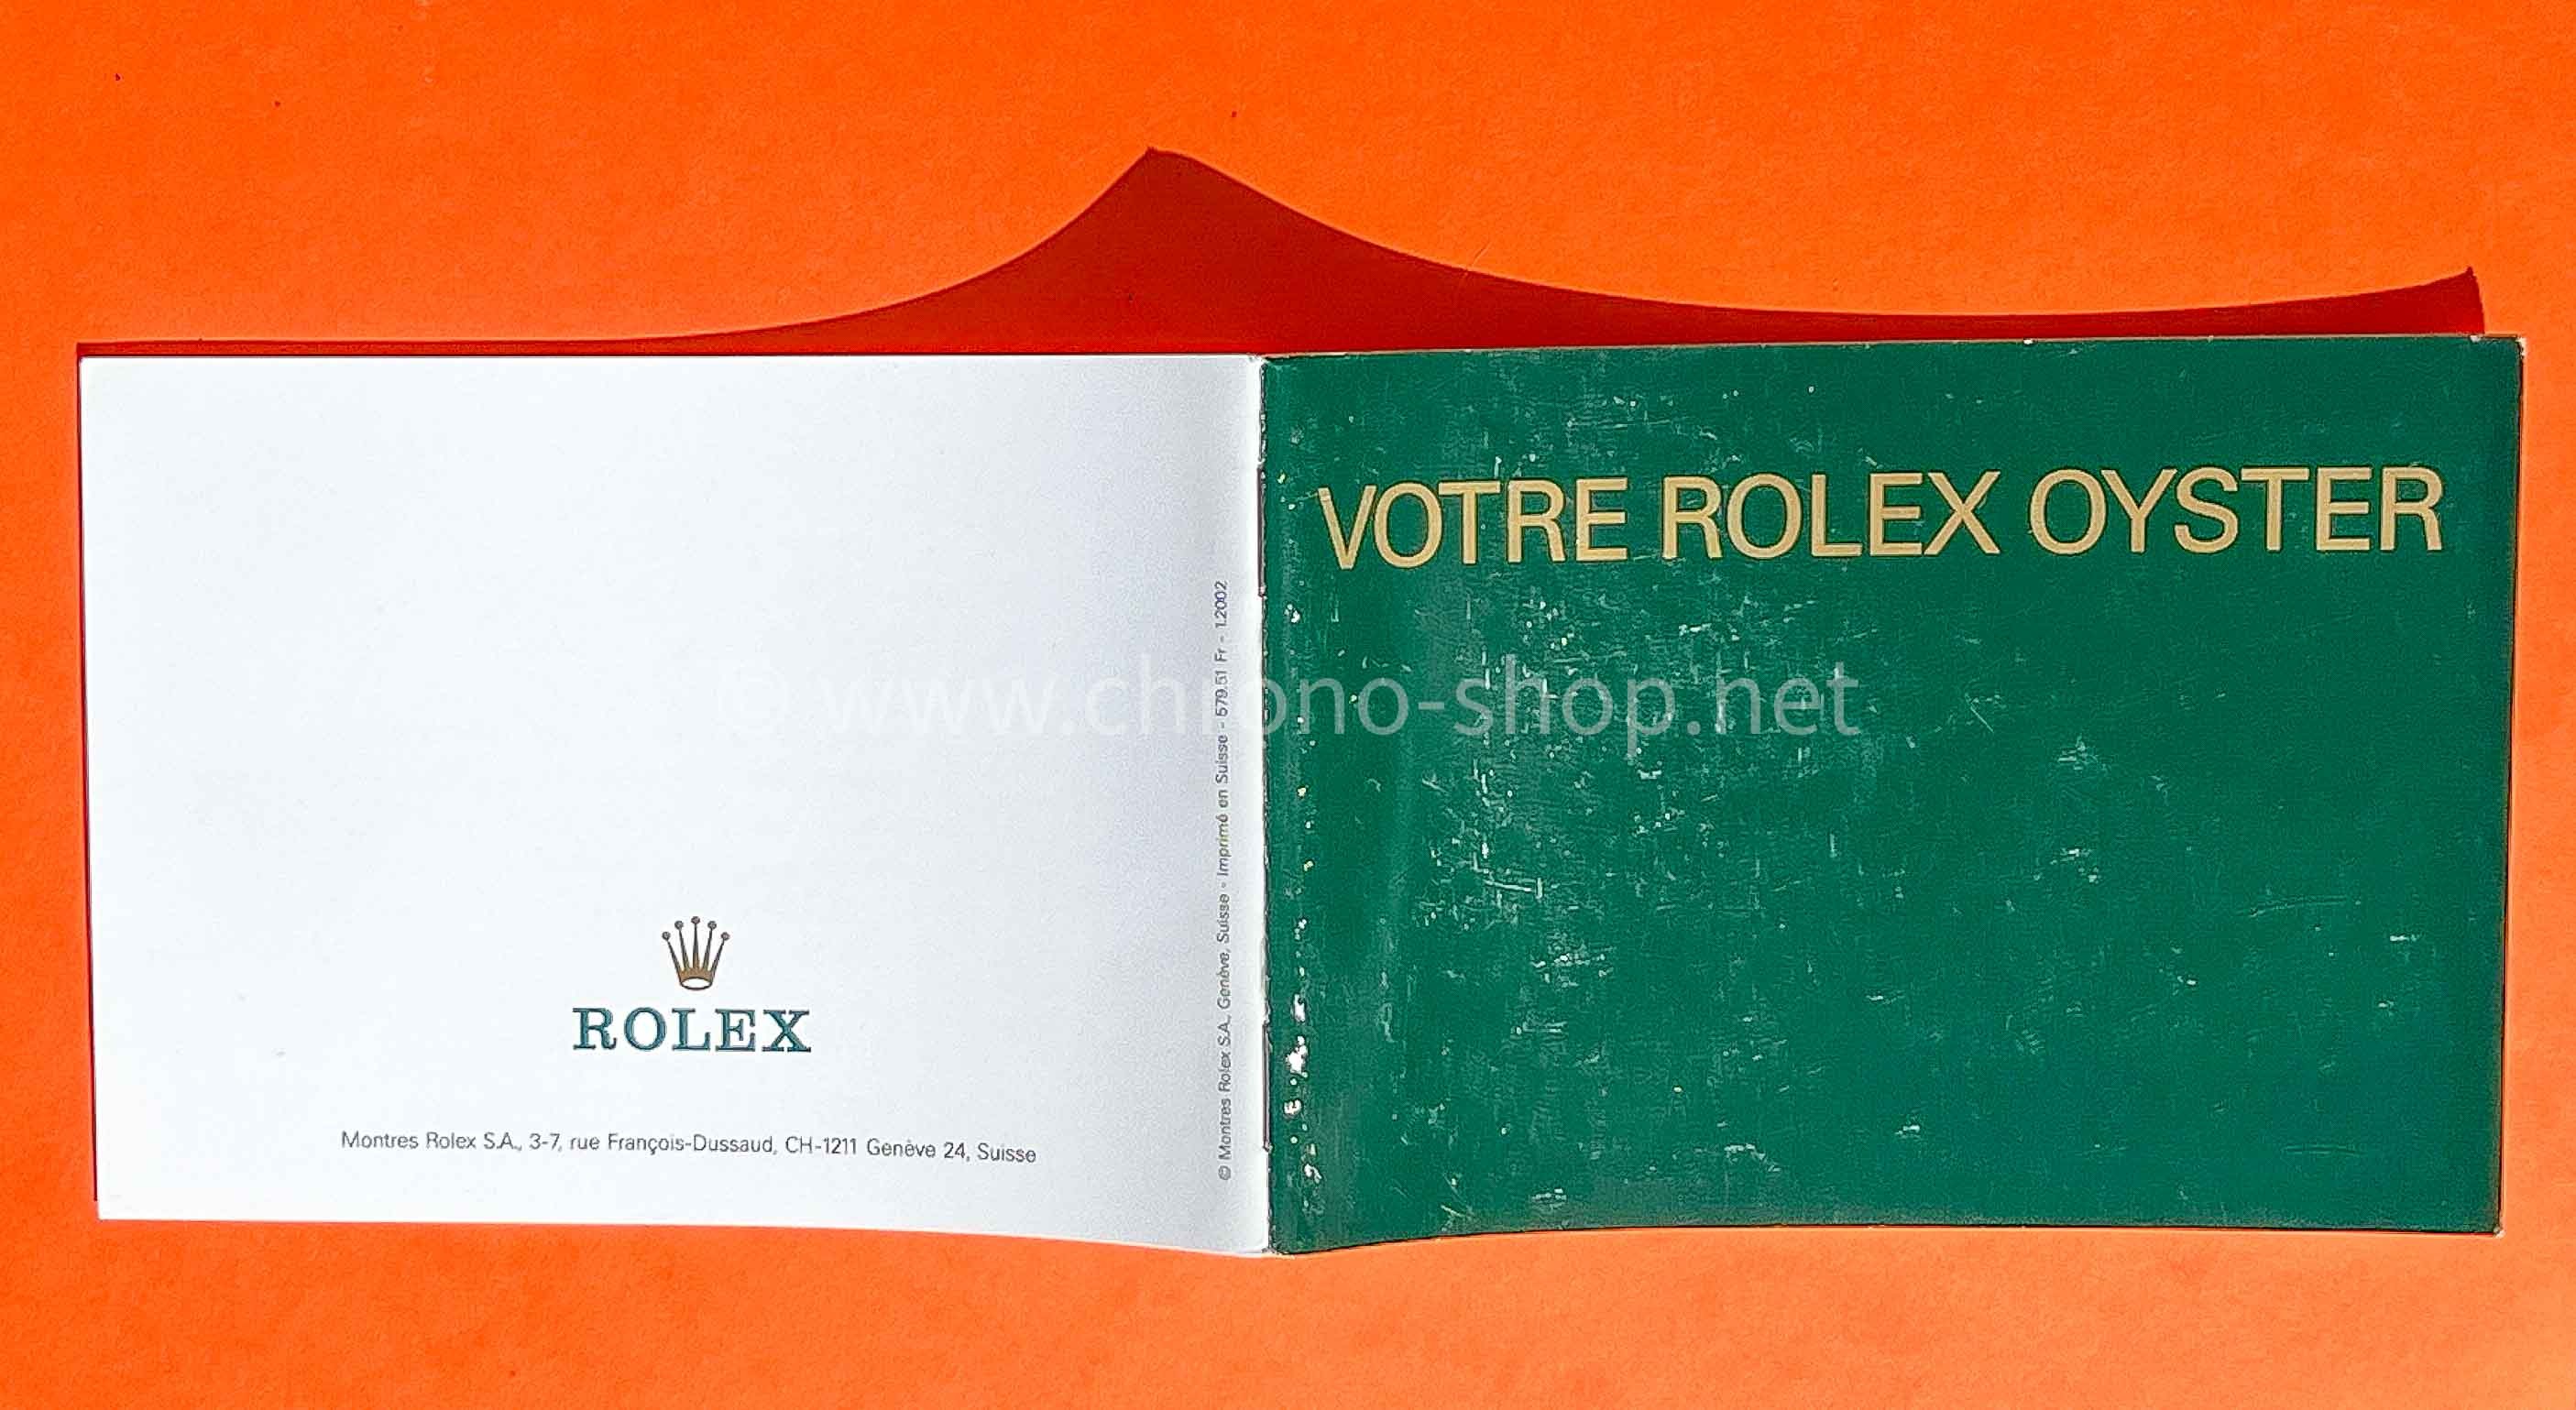 VOTRE ROLEX OYSTER
ROLEX
Montres Rolex S.A., 3-7, rue François-Dussaud, CH-1211 Genève 24, Suisse
© Montres Rolex S.A., Genève, Suisse - Imprimé en Suisse - 579.51 Fr - 1.2002
© www.chrono-shop.net